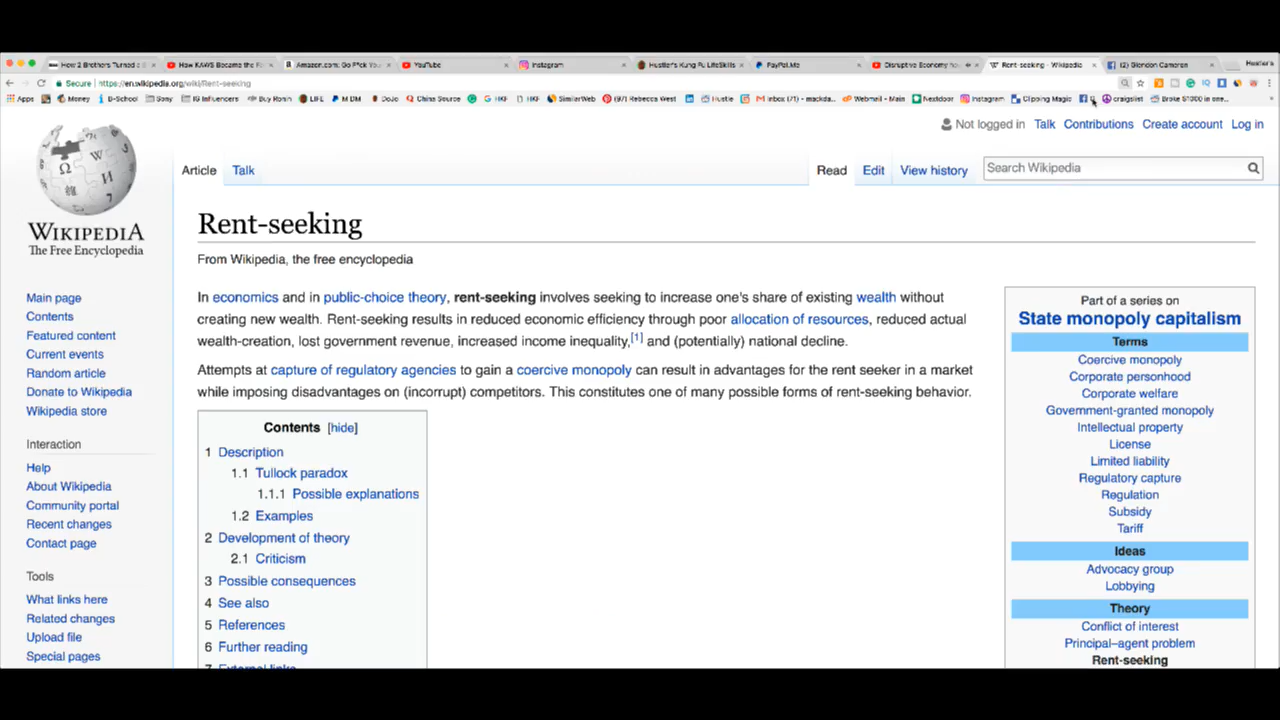 How 2 Brothers Turned a
How KAWS Became the F
Amazon.com: Go F*ck Yo
YouTube
Instagram
Hustler's Kung Fu LifeSkills
PayPal.Me
Disruptive Economy
Rent-seeking - Wikipedia
(2) Blendon Cameron
Hustler's
Secure https://en.wikipedia.org/wiki/Rent-seeking
Apps Money B-School Sony IG Influencers Buy Ronin LIFE M DM DoJo China Source HKF HKF SimilarWeb (97) Rebecca West Hustle Inbox (71) - mackda... Webmail - Main Nextdoor Instagram Clipping Magic craigslist Broke $1000 in one...
Not logged in Talk Contributions Create account Log in
Article Talk Read Edit View history Search Wikipedia
WIKIPEDIA
The Free Encyclopedia
Main page
Contents
Featured content
Current events
Random article
Donate to Wikipedia
Wikipedia store
Interaction
Help
About Wikipedia
Community portal
Recent changes
Contact page
Tools
What links here
Related changes
Upload file
Special pages
Rent-seeking
From Wikipedia, the free encyclopedia
In economics and in public-choice theory, rent-seeking involves seeking to increase one's share of existing wealth without
creating new wealth. Rent-seeking results in reduced economic efficiency through poor allocation of resources, reduced actual
wealth-creation, lost government revenue, increased income inequality,[1] and (potentially) national decline.
Attempts at capture of regulatory agencies to gain a coercive monopoly can result in advantages for the rent seeker in a market
while imposing disadvantages on (incorrupt) competitors. This constitutes one of many possible forms of rent-seeking behavior.
Contents [hide]
1 Description
1.1 Tullock paradox
1.1.1 Possible explanations
1.2 Examples
2 Development of theory
2.1 Criticism
3 Possible consequences
4 See also
5 References
6 Further reading
7 External links
Part of a series on
State monopoly capitalism
Terms
Coercive monopoly
Corporate personhood
Corporate welfare
Government-granted monopoly
Intellectual property
License
Limited liability
Regulatory capture
Regulation
Subsidy
Tariff
Ideas
Advocacy group
Lobbying
Theory
Conflict of interest
Principal–agent problem
Rent-seeking